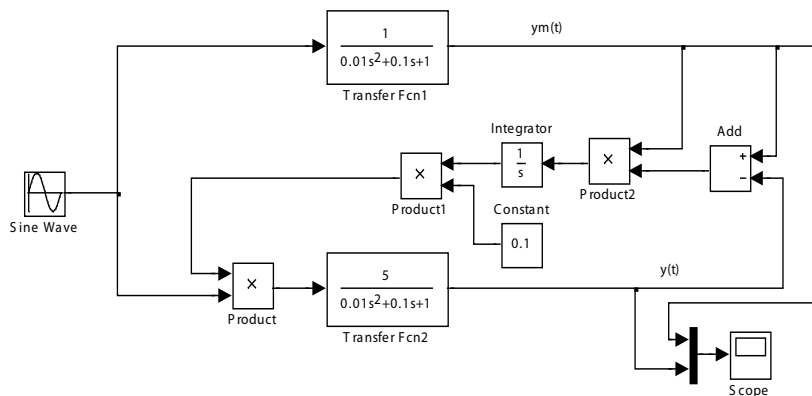 1
0.01s²+0.1s+1
Transfer Fcn1
ym(t)
Integrator
1
s
×
Product2
Add
+
−
×
Product1
Constant
0.1
Sine Wave
×
Product
5
0.01s²+0.1s+1
Transfer Fcn2
y(t)
Scope